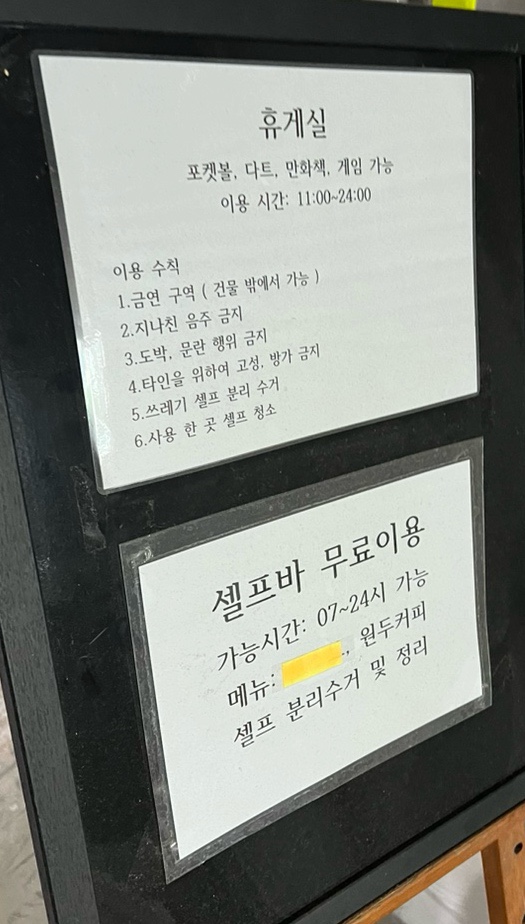 휴게실
포켓볼, 다트, 만화책, 게임 가능
이용 시간: 11:00~24:00
이용 수칙
1.금연 구역 ( 건물 밖에서 가능 )
2.지나친 음주 금지
3.도박, 문란 행위 금지
4.타인을 위하여 고성, 방가 금지
5.쓰레기 셀프 분리 수거
6.사용 한 곳 셀프 청소
셀프바 무료이용
가능시간: 07~24시 가능
메뉴: , 원두커피
셀프 분리수거 및 정리